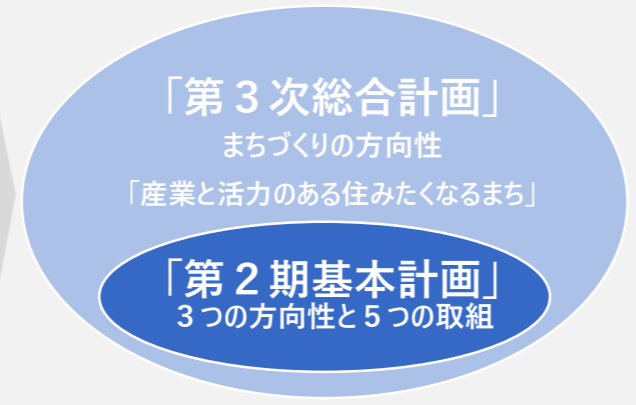 「第３次総合計画」
まちづくりの方向性
「産業と活力のある住みたくなるまち」
「第２期基本計画」
３つの方向性と５つの取組